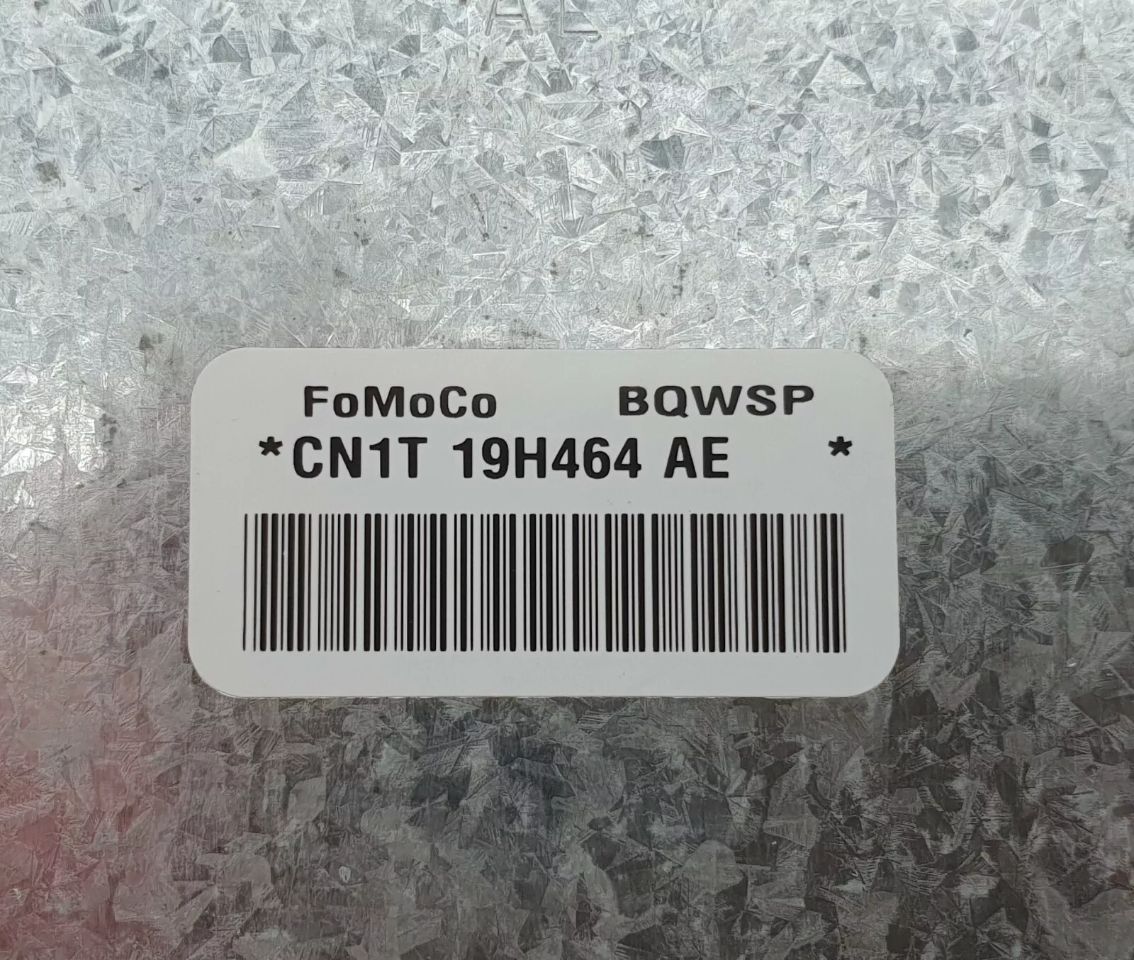 FoMoCo BQWSP
*CN1T 19H464 AE *